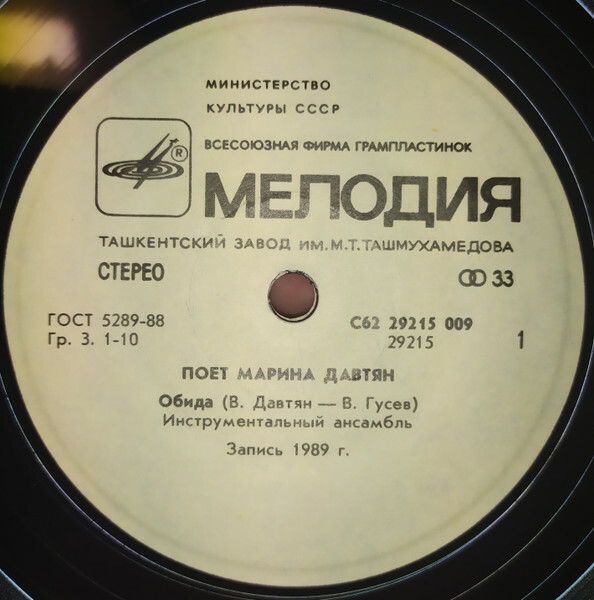 МИНИСТЕРСТВО
КУЛЬТУРЫ СССР
ВСЕСОЮЗНАЯ ФИРМА ГРАМПЛАСТИНОК
®
МЕЛОДИЯ
ТАШКЕНТСКИЙ ЗАВОД ИМ. М.Т. ТАШМУХАМЕДОВА
СТЕРЕО 33
ГОСТ 5289-88 С62 29215 009
Гр. 3. 1-10 29215 1
ПОЕТ МАРИНА ДАВТЯН
Обида (В. Давтян — В. Гусев)
Инструментальный ансамбль
Запись 1989 г.